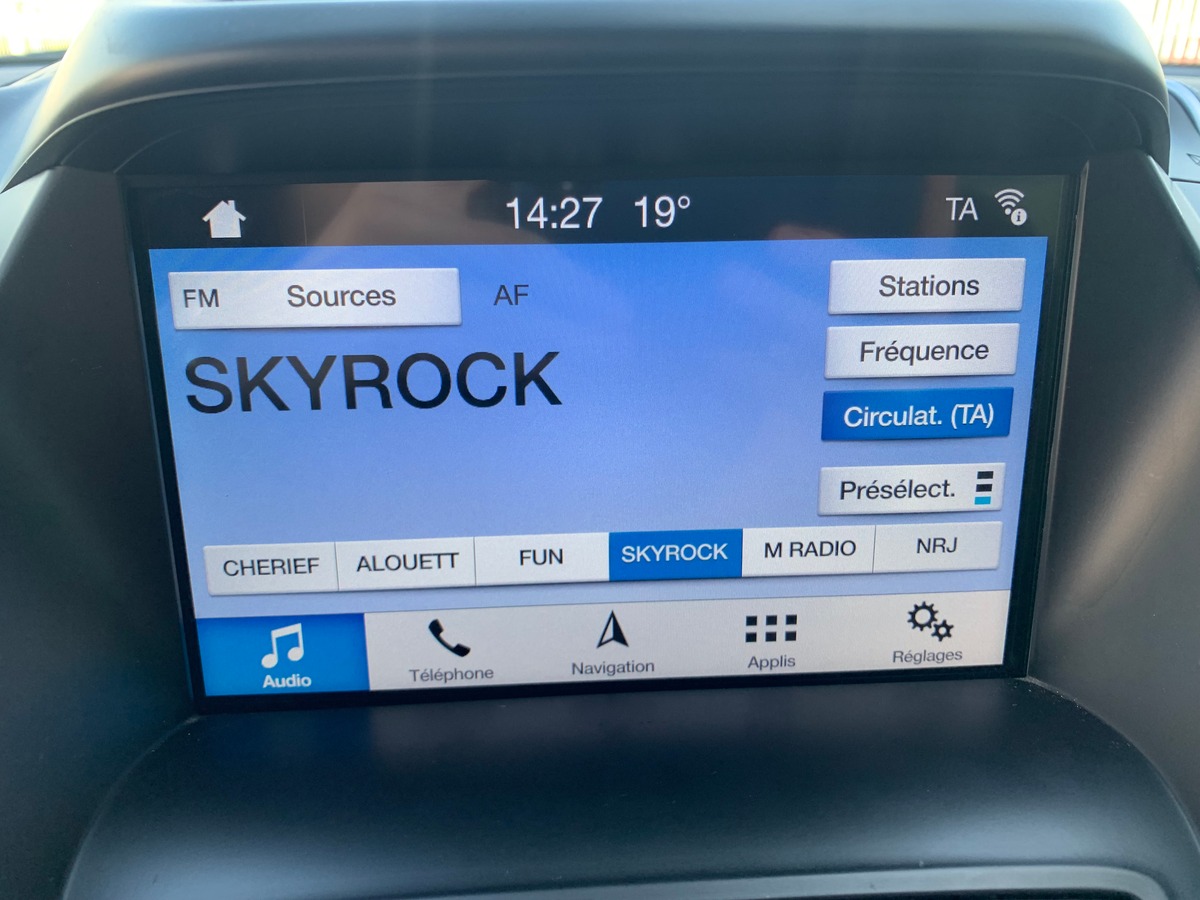 14:27 19° TA
FM Sources AF Stations
SKYROCK
Fréquence
Circulat. (TA)
Présélect.
CHERIEF ALOUETT FUN SKYROCK M RADIO NRJ
Audio Téléphone Navigation Applis Réglages